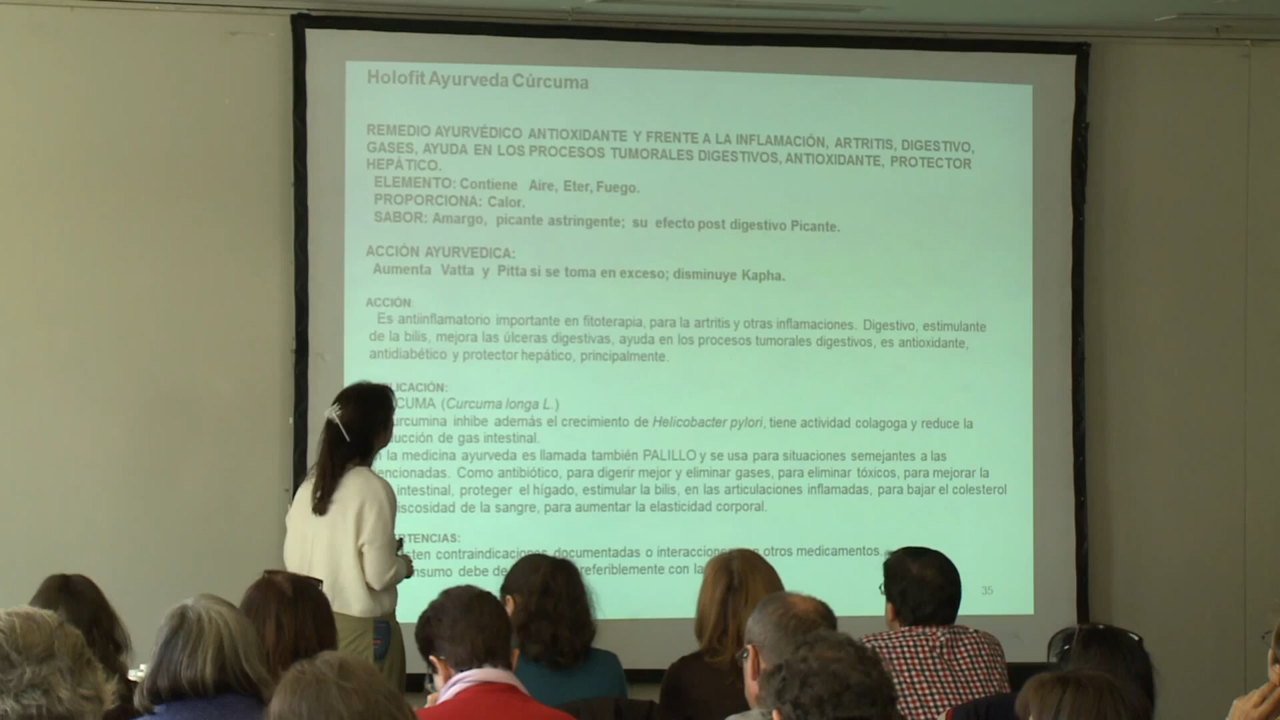 Holofit Ayurveda Cúrcuma
REMEDIO AYURVÉDICO ANTIOXIDANTE Y FRENTE A LA INFLAMACIÓN, ARTRITIS, DIGESTIVO,
GASES, AYUDA EN LOS PROCESOS TUMORALES DIGESTIVOS, ANTIOXIDANTE, PROTECTOR
HEPÁTICO.
ELEMENTO: Contiene Aire, Eter, Fuego.
PROPORCIONA: Calor.
SABOR: Amargo, picante astringente; su efecto post digestivo Picante.
ACCIÓN AYURVEDICA:
Aumenta Vatta y Pitta si se toma en exceso; disminuye Kapha.
ACCIÓN
Es antiinflamatorio importante en fitoterapia, para la artritis y otras inflamaciones. Digestivo, estimulante
de la bilis, mejora las úlceras digestivas, ayuda en los procesos tumorales digestivos, es antioxidante,
antidiabético y protector hepático, principalmente.
LICACIÓN:
CUMA (Curcuma longa L.)
urcumina inhibe además el crecimiento de Helicobacter pylori, tiene actividad colagoga y reduce la
ucción de gas intestinal.
la medicina ayurveda es llamada también PALILLO y se usa para situaciones semejantes a las
encionadas. Como antibiótico, para digerir mejor y eliminar gases, para eliminar tóxicos, para mejorar la
intestinal, proteger el hígado, estimular la bilis, en las articulaciones inflamadas, para bajar el colesterol
iscosidad de la sangre, para aumentar la elasticidad corporal.
RTENCIAS:
sten contraindicaciones documentadas o interacciones otros medicamentos.
nsumo debe de referiblemente con la
35